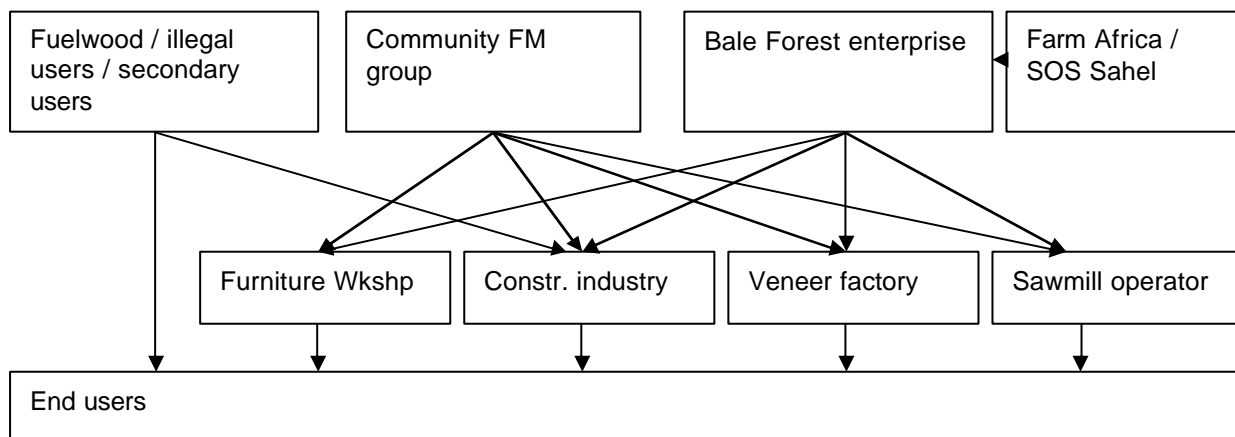 Fuelwood / illegal
users / secondary
users
Community FM
group
Bale Forest enterprise
Farm Africa /
SOS Sahel
Furniture Wkshp
Constr. industry
Veneer factory
Sawmill operator
End users